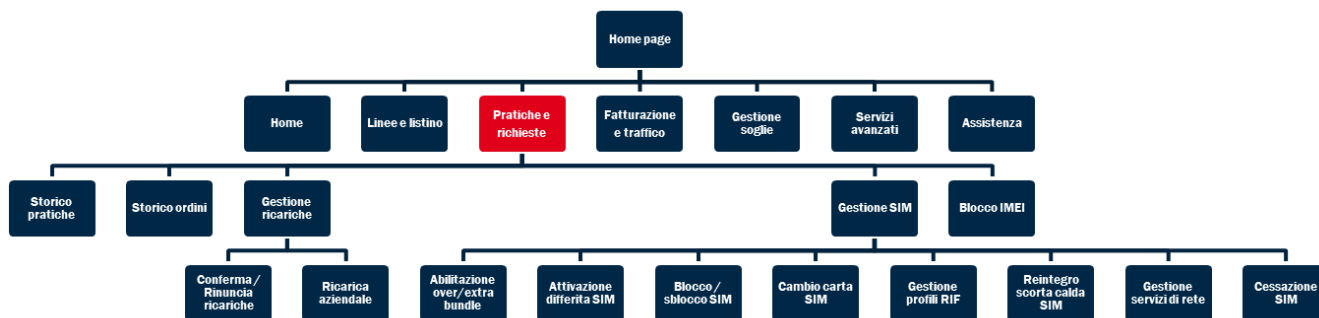 Home page
Home
Linee e listino
Pratiche e
richieste
Fatturazione
e traffico
Gestione
soglie
Servizi
avanzati
Assistenza
Storico
pratiche
Storico ordini
Gestione
ricariche
Gestione SIM
Blocco IMEI
Conferma /
Rinuncia
ricariche
Ricarica
aziendale
Abilitazione
over/extra
bundle
Attivazione
differita SIM
Blocco /
sblocco SIM
Cambio carta
SIM
Gestione
profili RIF
Reintegro
scorta calda
SIM
Gestione
servizi di rete
Cessazione
SIM